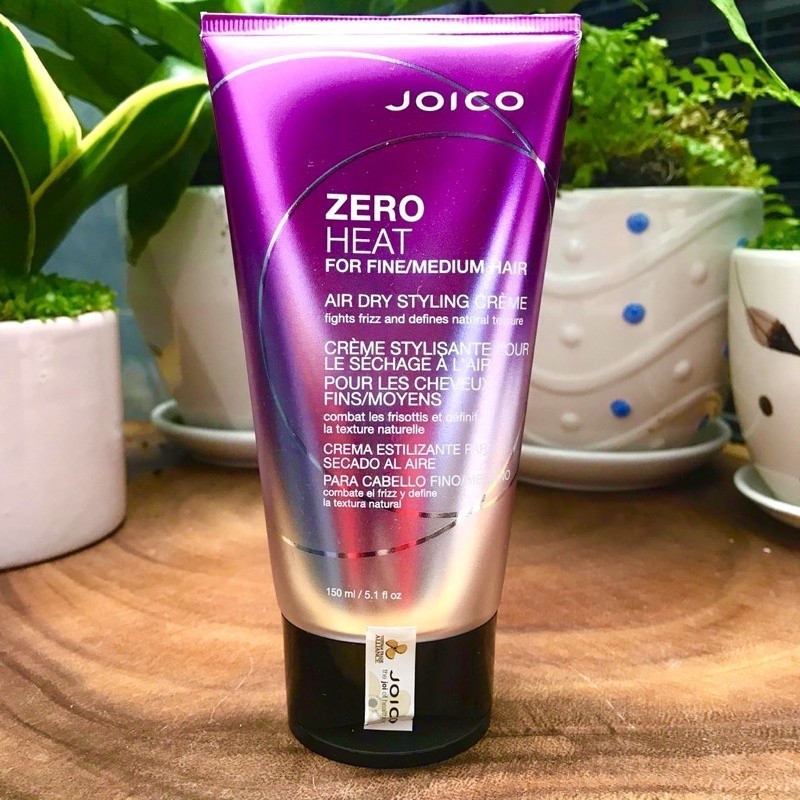 JOICO
ZERO
HEAT
FOR FINE/MEDIUM HAIR
AIR DRY STYLING CRÈME
fights frizz and defines natural texture
CRÈME STYLISANTE POUR
LE SÉCHAGE À L'AIR
POUR LES CHEVEUX
FINS/MOYENS
combat les frisottis et définit
la texture naturelle
CREMA ESTILIZANTE
SECADO AL AIRE
PARA CABELLO
combate el frizz y define
la textura natural
150 ml / 5.1 fl oz
JOICO
the joi of